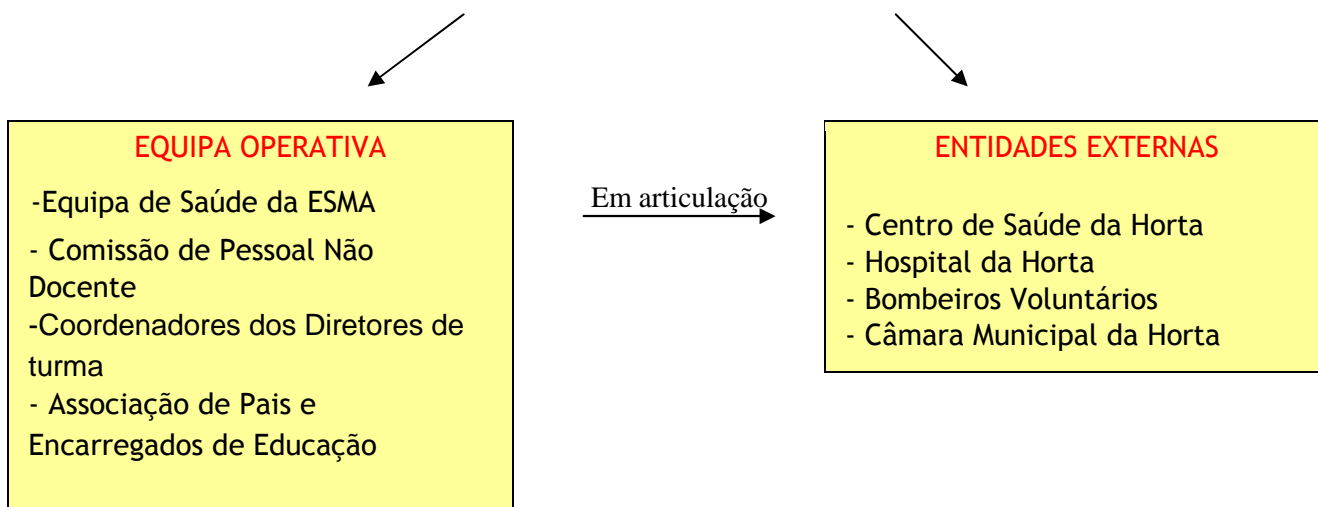 EQUIPA OPERATIVA
-Equipa de Saúde da ESMA
- Comissão de Pessoal Não
Docente
-Coordenadores dos Diretores de
turma
- Associação de Pais e
Encarregados de Educação
Em articulação
ENTIDADES EXTERNAS
- Centro de Saúde da Horta
- Hospital da Horta
- Bombeiros Voluntários
- Câmara Municipal da Horta